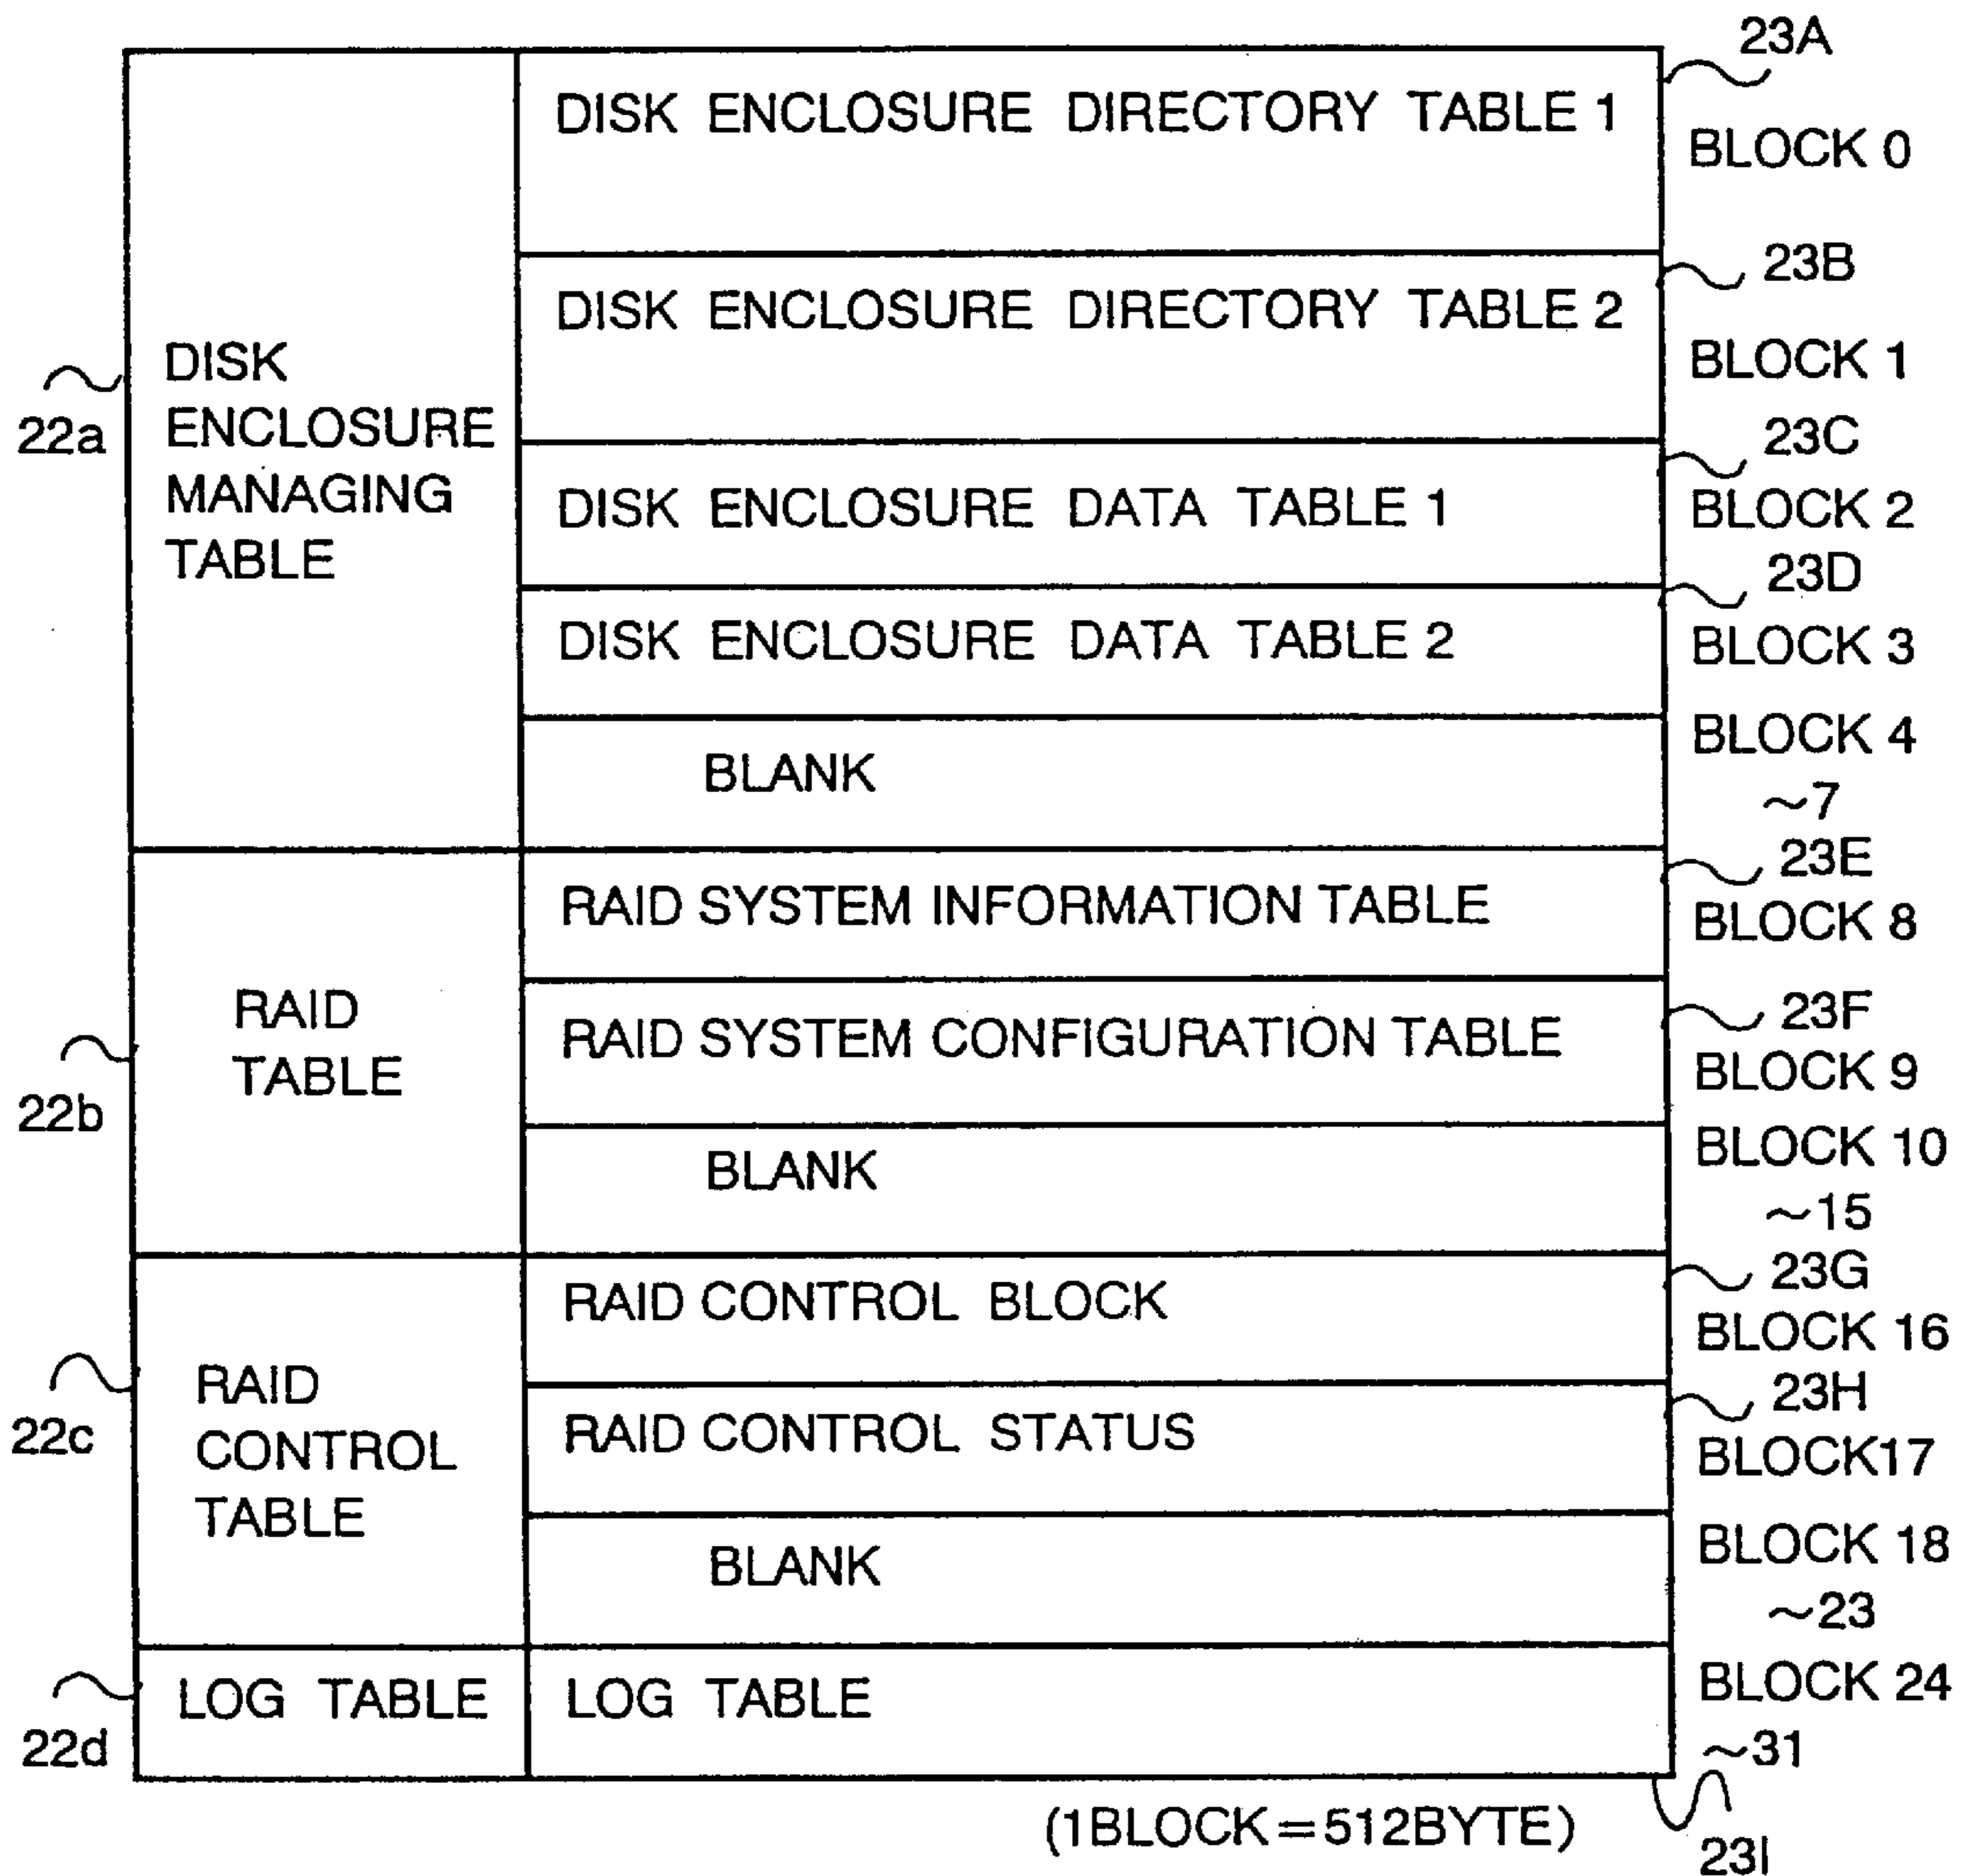 23A
DISK ENCLOSURE DIRECTORY TABLE 1
BLOCK 0
23B
DISK ENCLOSURE DIRECTORY TABLE 2
BLOCK 1
22a
DISK
ENCLOSURE
MANAGING
TABLE
23C
DISK ENCLOSURE DATA TABLE 1
BLOCK 2
23D
DISK ENCLOSURE DATA TABLE 2
BLOCK 3
BLANK
BLOCK 4
~7
23E
RAID SYSTEM INFORMATION TABLE
BLOCK 8
22b
RAID
TABLE
23F
RAID SYSTEM CONFIGURATION TABLE
BLOCK 9
BLANK
BLOCK 10
~15
23G
RAID CONTROL BLOCK
BLOCK 16
22c
RAID
CONTROL
TABLE
23H
RAID CONTROL STATUS
BLOCK17
BLANK
BLOCK 18
~23
22d
LOG TABLE
LOG TABLE
BLOCK 24
~31
23I
(1BLOCK=512BYTE)